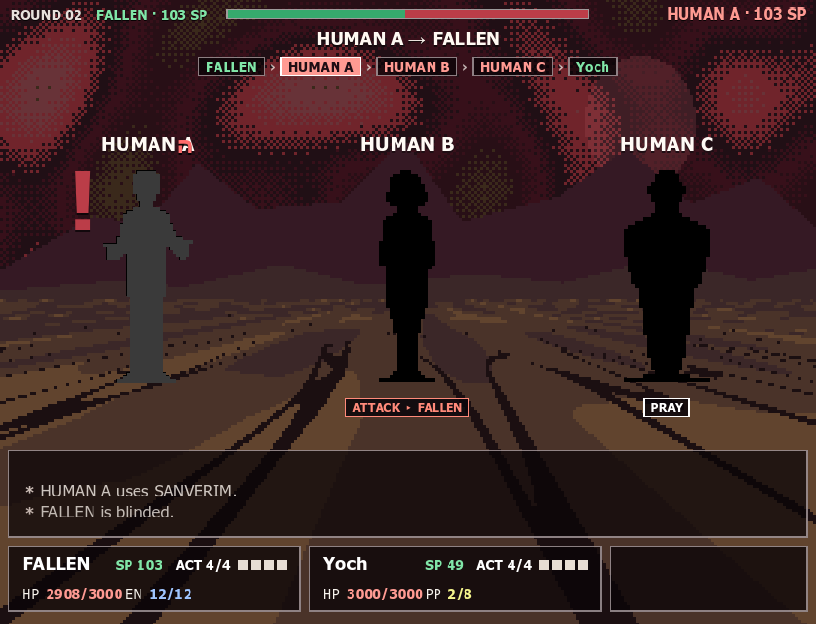 ROUND 02 FALLEN · 103 SP HUMAN A · 103 SP
HUMAN A → FALLEN
FALLEN › HUMAN A › HUMAN B › HUMAN C › Yoch
HUMAN A HUMAN B HUMAN C
!
ATTACK ‣ FALLEN PRAY
* HUMAN A uses SANVERIM.
* FALLEN is blinded.
FALLEN SP 103 ACT 4/4 Yoch SP 49 ACT 4/4
HP 2908/3000 EN 12/12 HP 3000/3000 PP 2/8